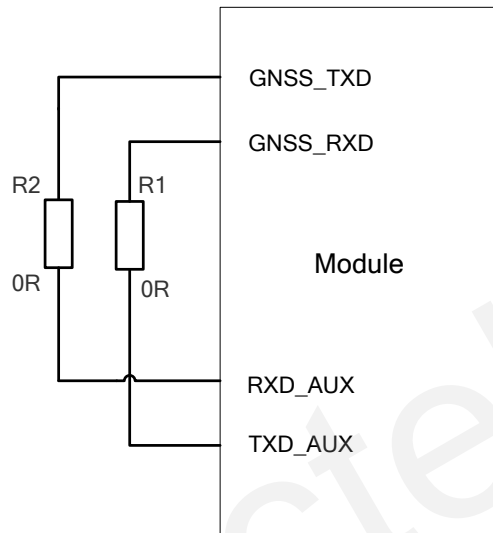 GNSS_TXD
GNSS_RXD
R2
R1
0R
0R
Module
RXD_AUX
TXD_AUX